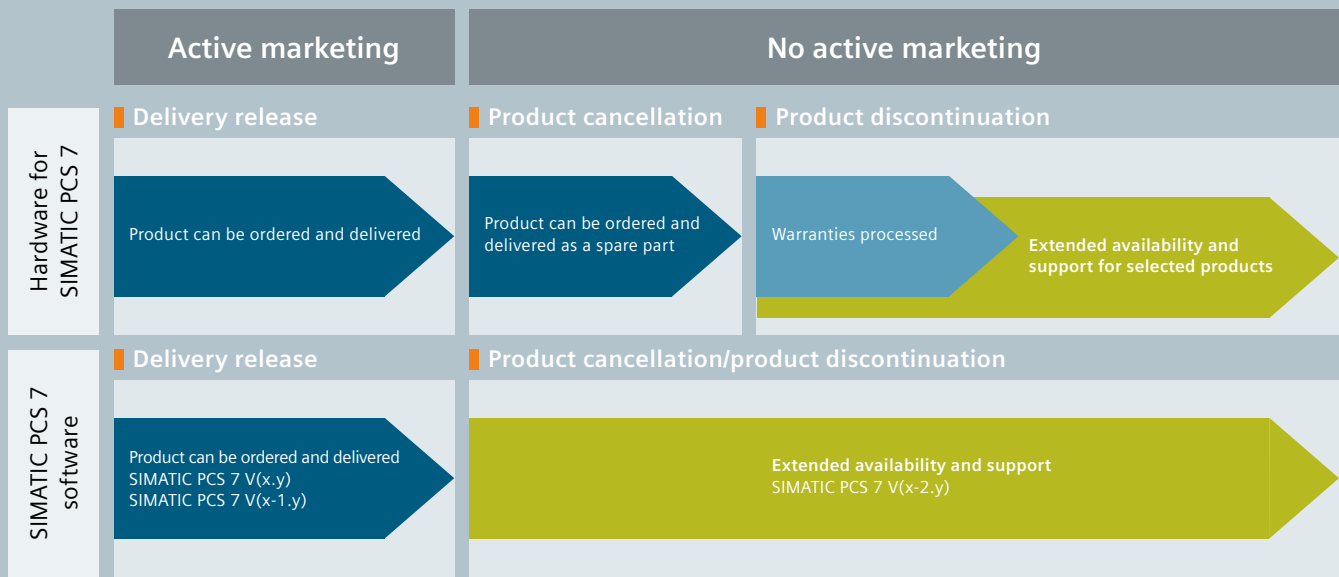 Active marketing
No active marketing
Hardware for
SIMATIC PCS 7
Delivery release
Product can be ordered and delivered
Product cancellation
Product can be ordered and
delivered as a spare part
Product discontinuation
Warranties processed
Extended availability and
support for selected products
SIMATIC PCS 7
software
Delivery release
Product can be ordered and delivered
SIMATIC PCS 7 V(x.y)
SIMATIC PCS 7 V(x-1.y)
Product cancellation/product discontinuation
Extended availability and support
SIMATIC PCS 7 V(x-2.y)